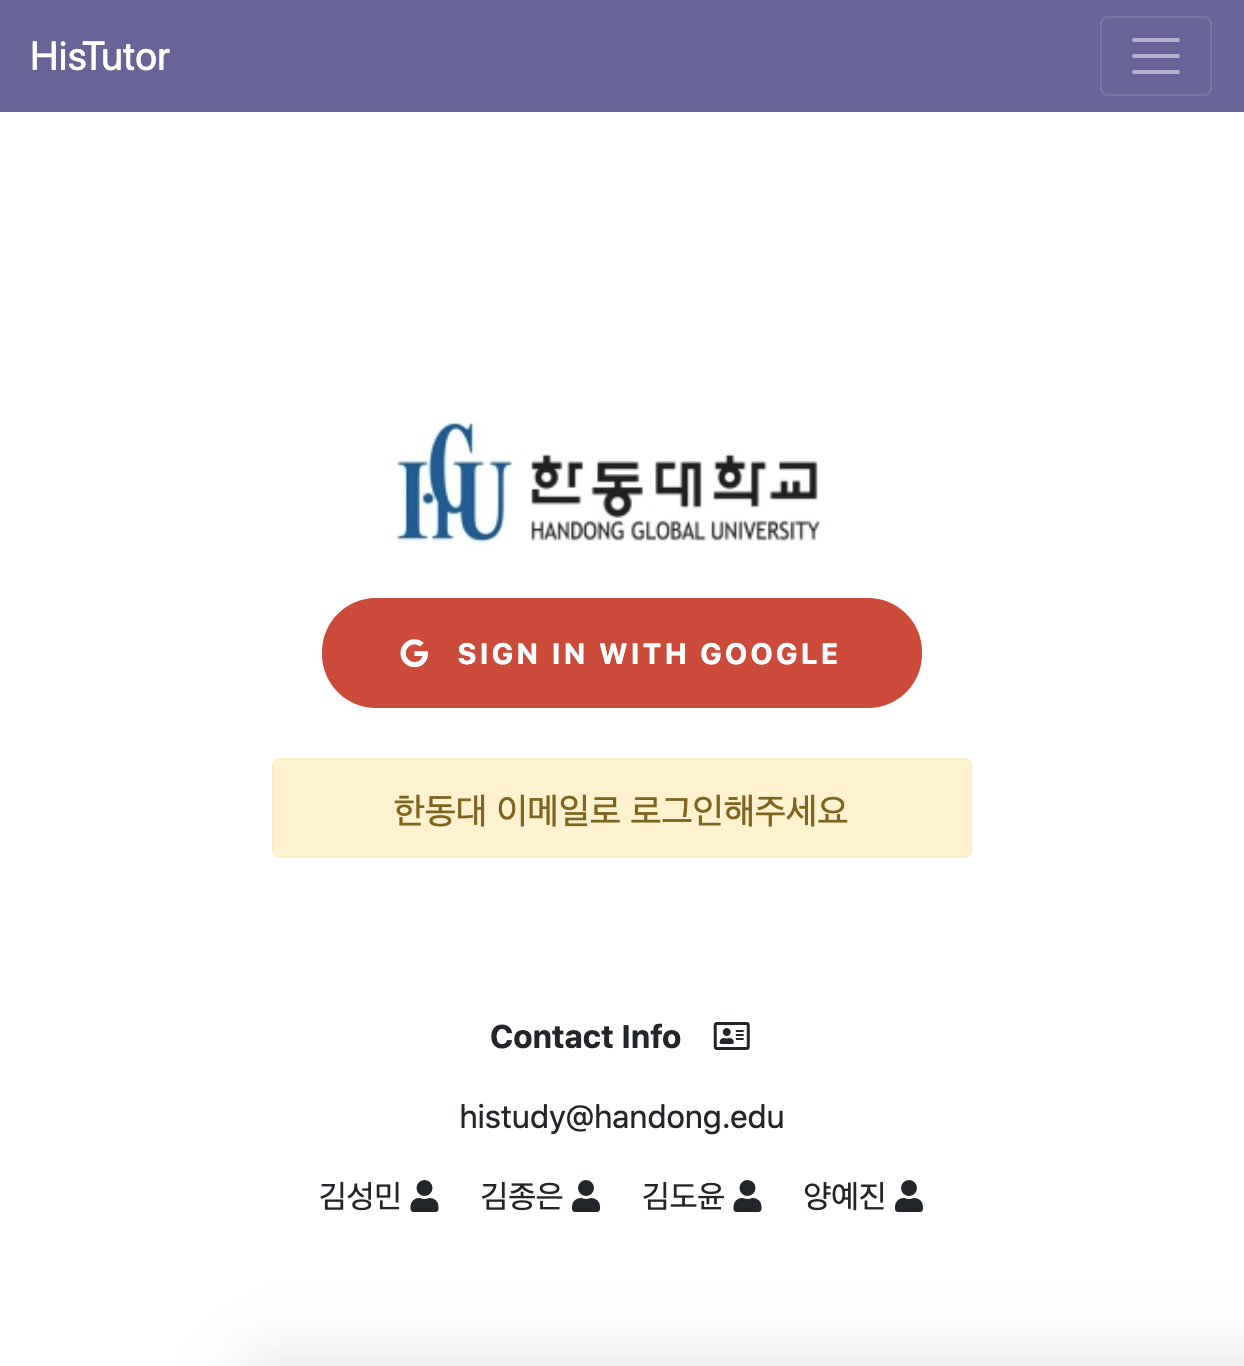 HisTutor
HGU 한동대학교
HANDONG GLOBAL UNIVERSITY
G SIGN IN WITH GOOGLE
한동대 이메일로 로그인해주세요
Contact Info
histudy@handong.edu
김성민 김종은 김도윤 양예진